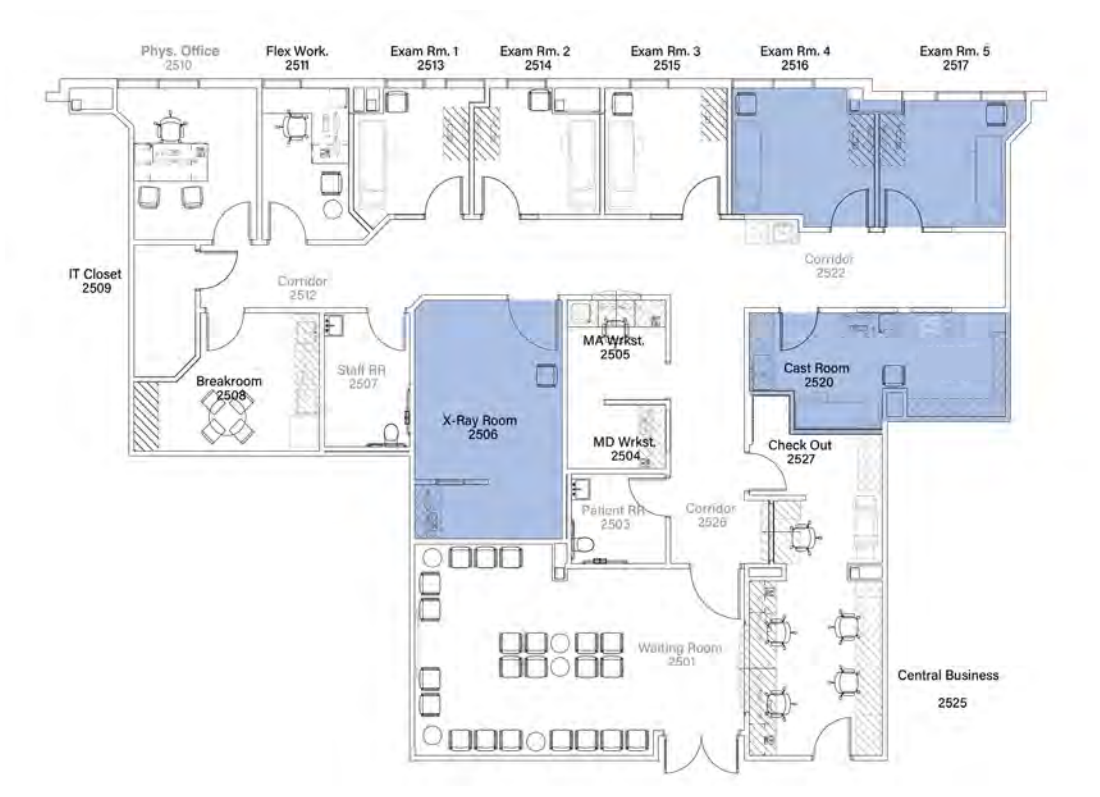 Phys. Office
2510
Flex Work.
2511
Exam Rm. 1
2513
Exam Rm. 2
2514
Exam Rm. 3
2515
Exam Rm. 4
2516
Exam Rm. 5
2517
IT Closet
2509
Corridor
2512
Corridor
2522
MA Wrkst.
2505
Breakroom
2508
Staff RR
2507
X-Ray Room
2506
Cast Room
2520
MD Wrkst.
2504
Check Out
2527
Patient RR
2503
Corridor
2526
Waiting Room
2501
Central Business
2525